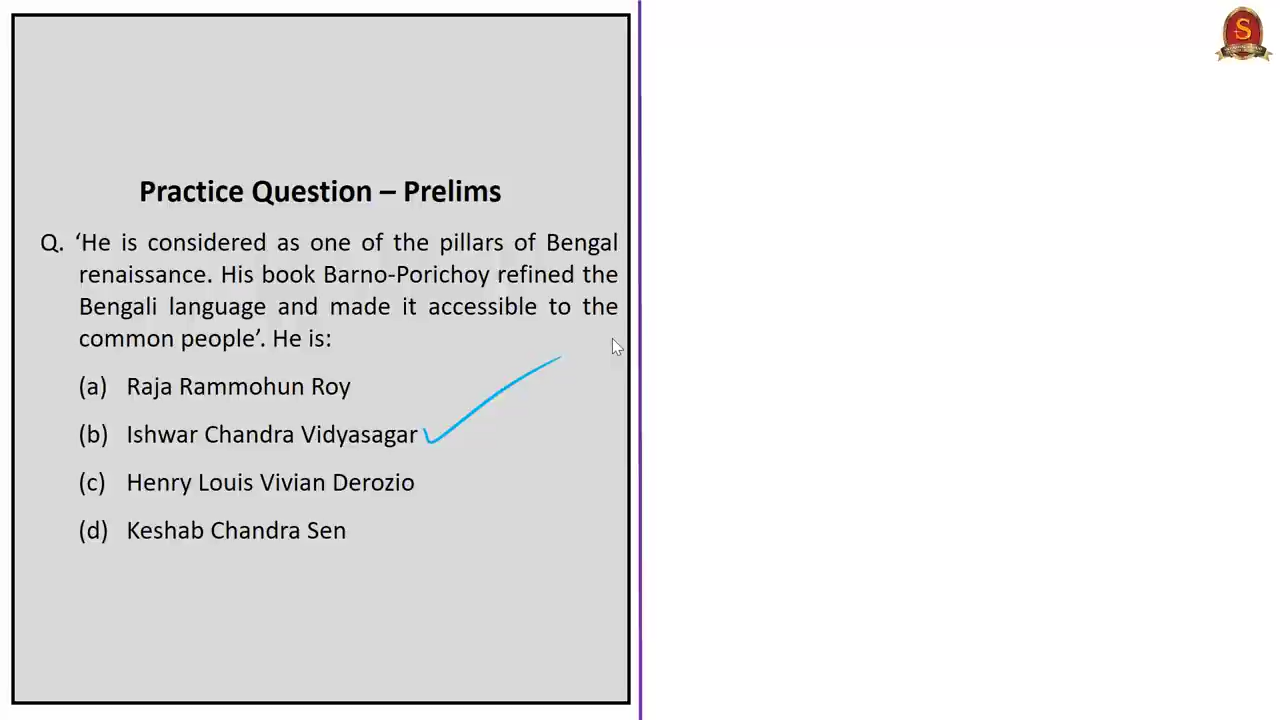 Practice Question – Prelims
Q. ‘He is considered as one of the pillars of Bengal
renaissance. His book Barno-Porichoy refined the
Bengali language and made it accessible to the
common people’. He is:
(a) Raja Rammohun Roy
(b) Ishwar Chandra Vidyasagar
(c) Henry Louis Vivian Derozio
(d) Keshab Chandra Sen
S